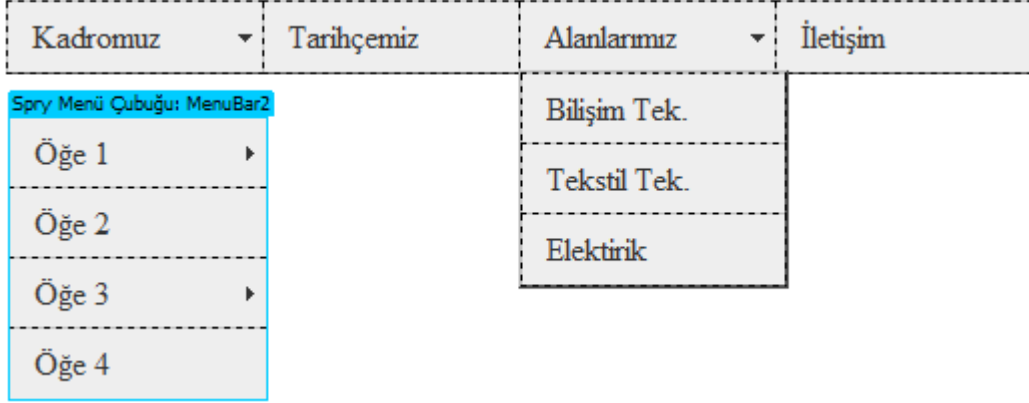 Kadromuz
Tarihçemiz
Alanlarımız
İletişim
Bilişim Tek.
Tekstil Tek.
Elektirik
Spry Menü Çubuğu: MenuBar2
Öğe 1
Öğe 2
Öğe 3
Öğe 4